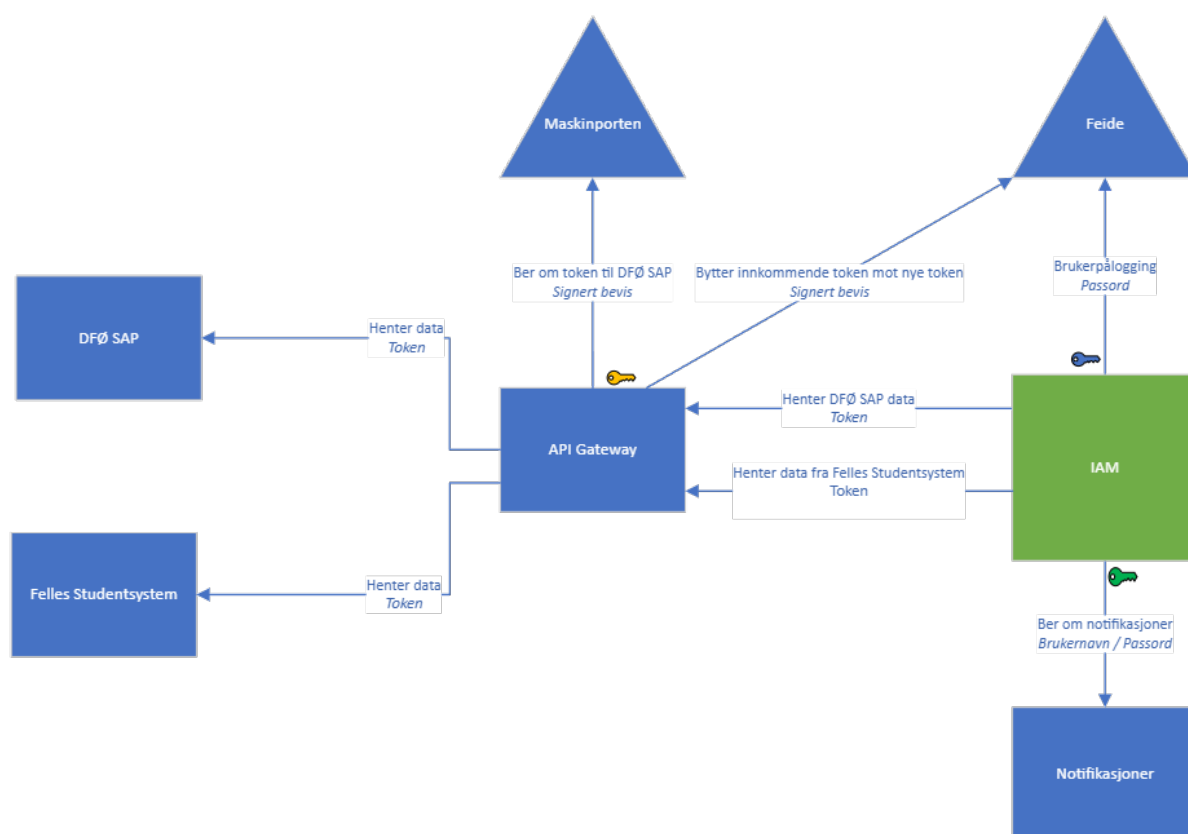 Maskinporten
Feide
Ber om token til DFØ SAP
Signert bevis
Bytter innkommende token mot nye token
Signert bevis
Brukerpålogging
Passord
DFØ SAP
Henter data
Token
Henter DFØ SAP data
Token
API Gateway
IAM
Henter data fra Felles Studentsystem
Token
Felles Studentsystem
Henter data
Token
Ber om notifikasjoner
Brukernavn / Passord
Notifikasjoner